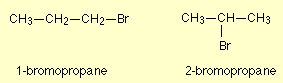 CH₃—CH₂—CH₂—Br
CH₃—CH—CH₃
Br
1-bromopropane
2-bromopropane